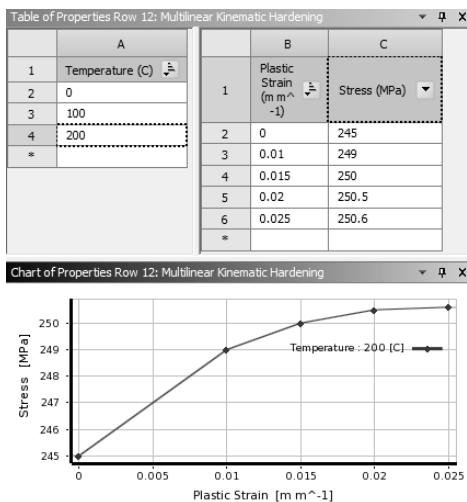 Table of Properties Row 12: Multilinear Kinematic Hardening
A
1 Temperature (C)
2 0
3 100
4 200
*
B C
1 Plastic Strain (m m^-1) Stress (MPa)
2 0 245
3 0.01 249
4 0.015 250
5 0.02 250.5
6 0.025 250.6
*
Chart of Properties Row 12: Multilinear Kinematic Hardening
Stress [MPa]
250
249
248
247
246
245
Temperature : 200 [C]
0 0.005 0.01 0.015 0.02 0.025
Plastic Strain [m m^-1]